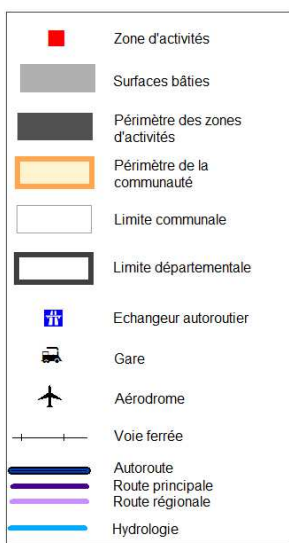 Zone d'activités
Surfaces bâties
Périmètre des zones
d'activités
Périmètre de la
communauté
Limite communale
Limite départementale
Echangeur autoroutier
Gare
Aérodrome
Voie ferrée
Autoroute
Route principale
Route régionale
Hydrologie